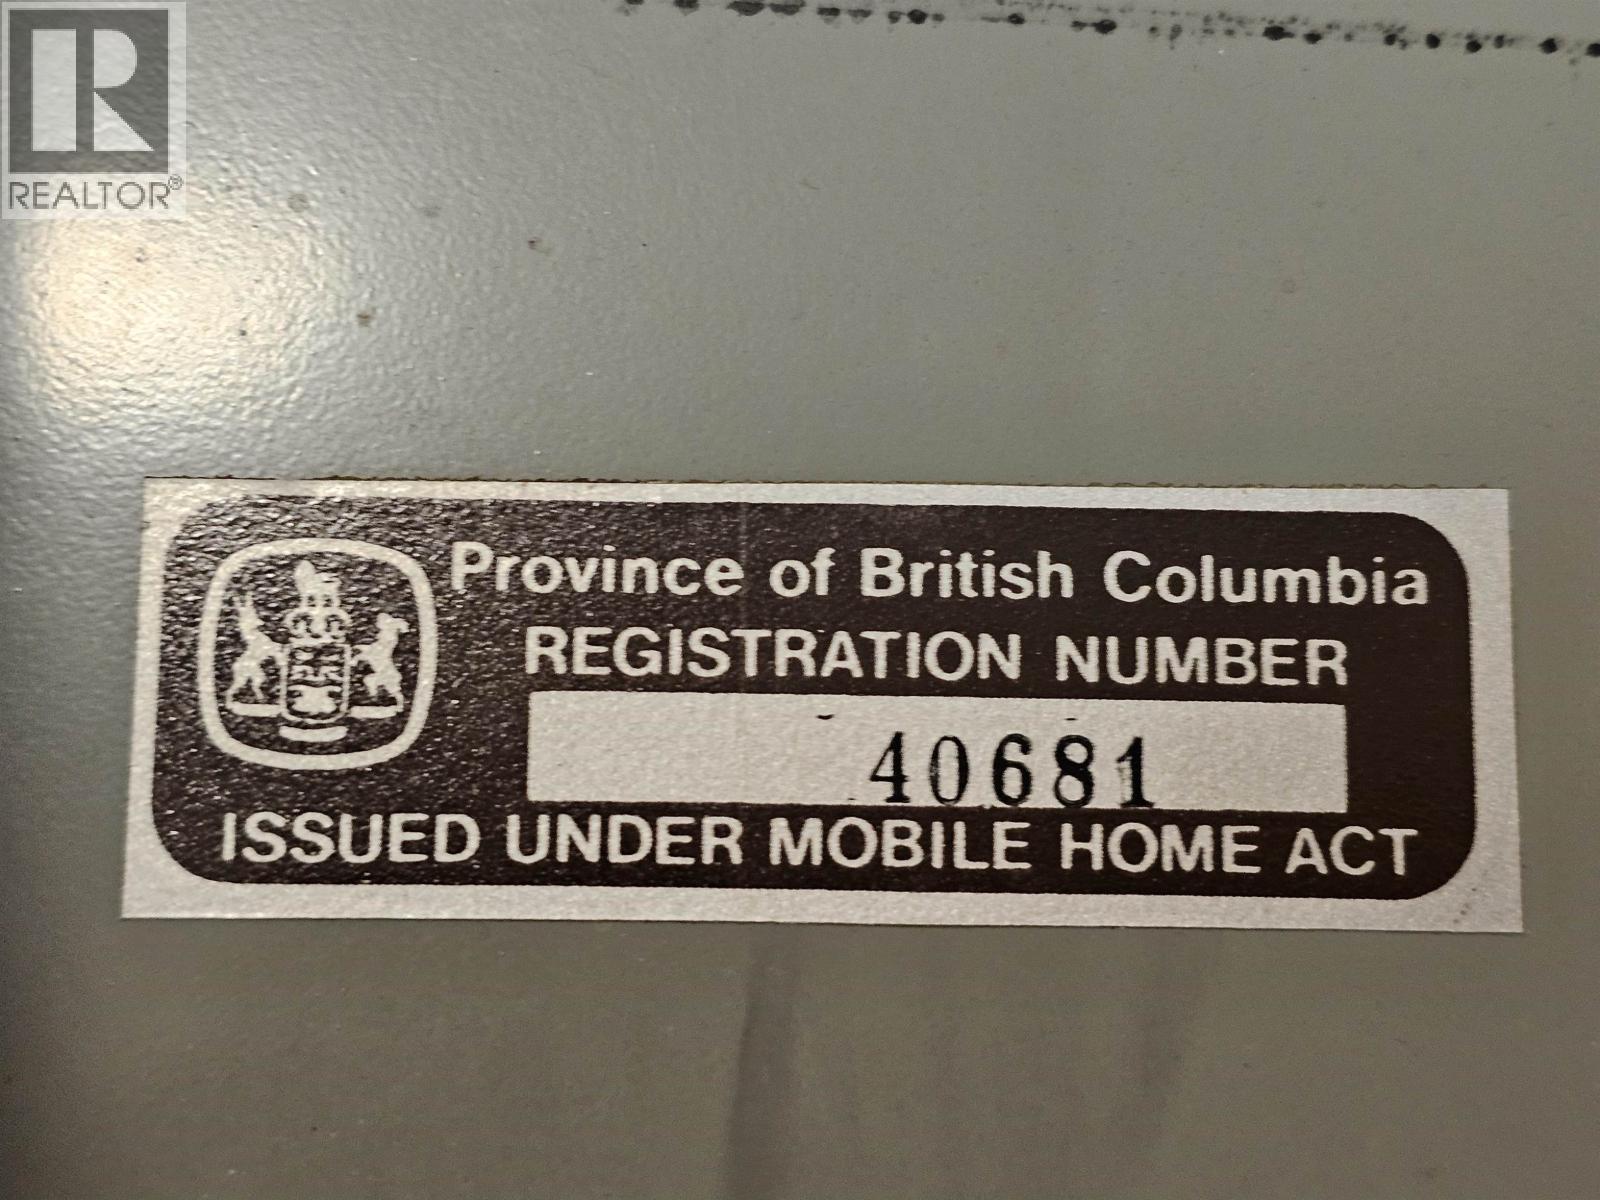 REALTOR®
Province of British Columbia
REGISTRATION NUMBER
40681
ISSUED UNDER MOBILE HOME ACT